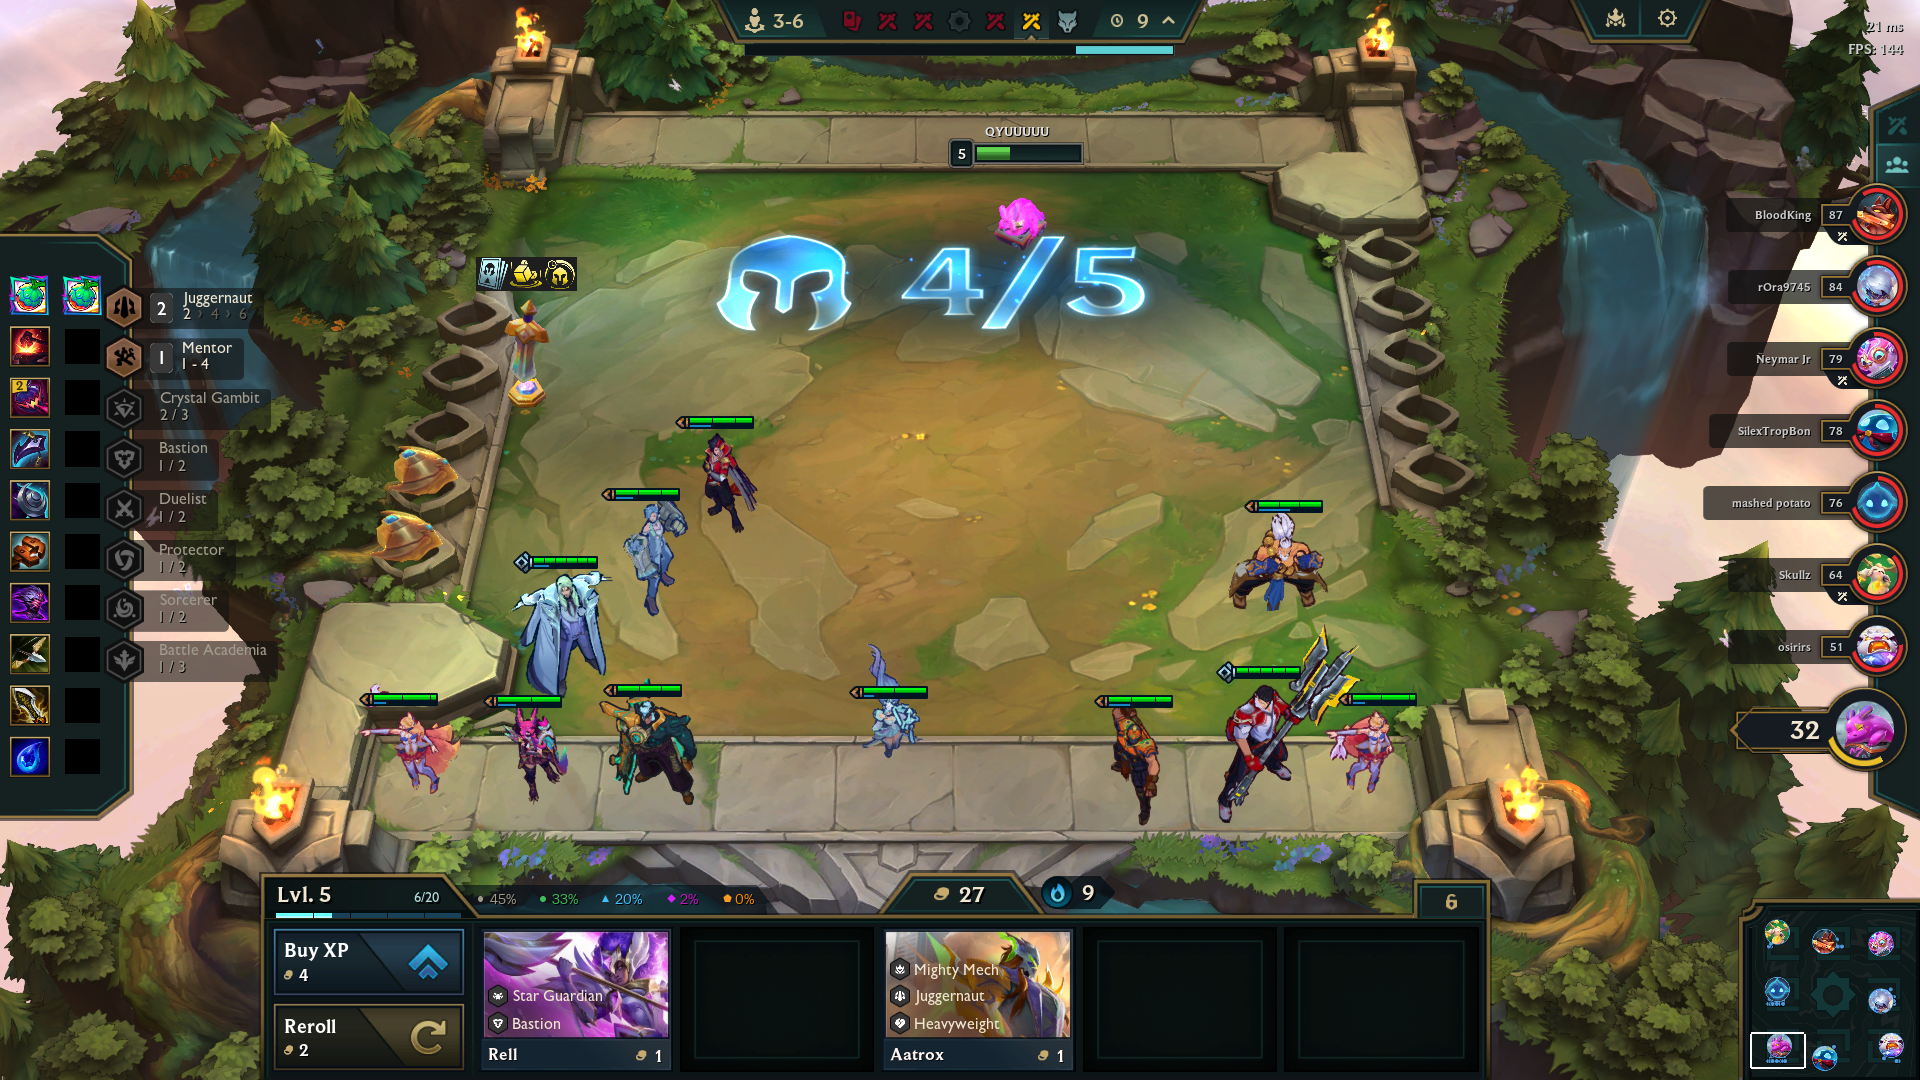 3-6
9
21 ms
FPS: 144
QYUUUUU
5
4/5
BloodKing 87
rOra9745 84
Neymar Jr 79
SilexTropBon 78
mashed potato 76
Skullz 64
osirirs 51
32
2 Juggernaut
2 › 4 › 6
1 Mentor
1 - 4
Crystal Gambit
2 / 3
Bastion
1 / 2
Duelist
1 / 2
Protector
1 / 2
Sorcerer
1 / 2
Battle Academia
1 / 3
2
Lvl. 5 6/20
45% 33% 20% 2% 0%
27
9
6
Buy XP
4
Reroll
2
Star Guardian
Bastion
Rell 1
Mighty Mech
Juggernaut
Heavyweight
Aatrox 1